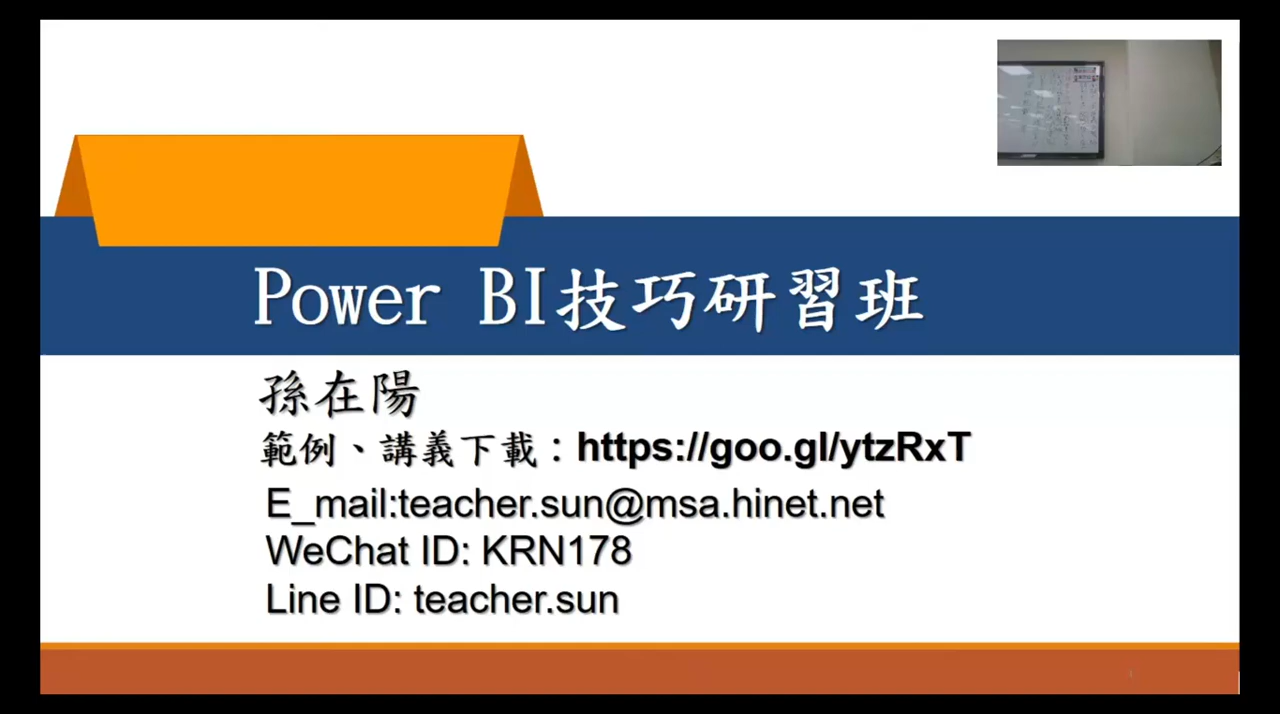 Power BI技巧研習班
孫在陽
範例、講義下載：https://goo.gl/ytzRxT
E_mail:teacher.sun@msa.hinet.net
WeChat ID: KRN178
Line ID: teacher.sun